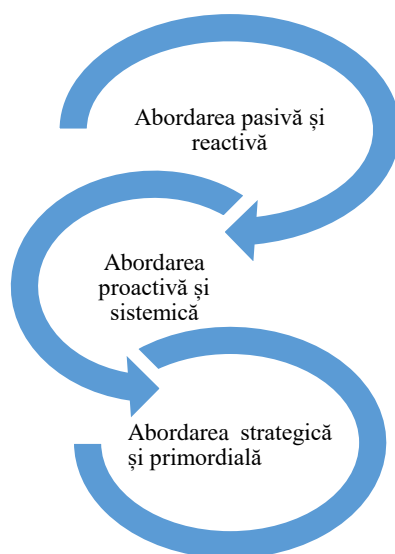 Abordarea pasivă și
reactivă
Abordarea
proactivă și
sistemică
Abordarea strategică
și primordială